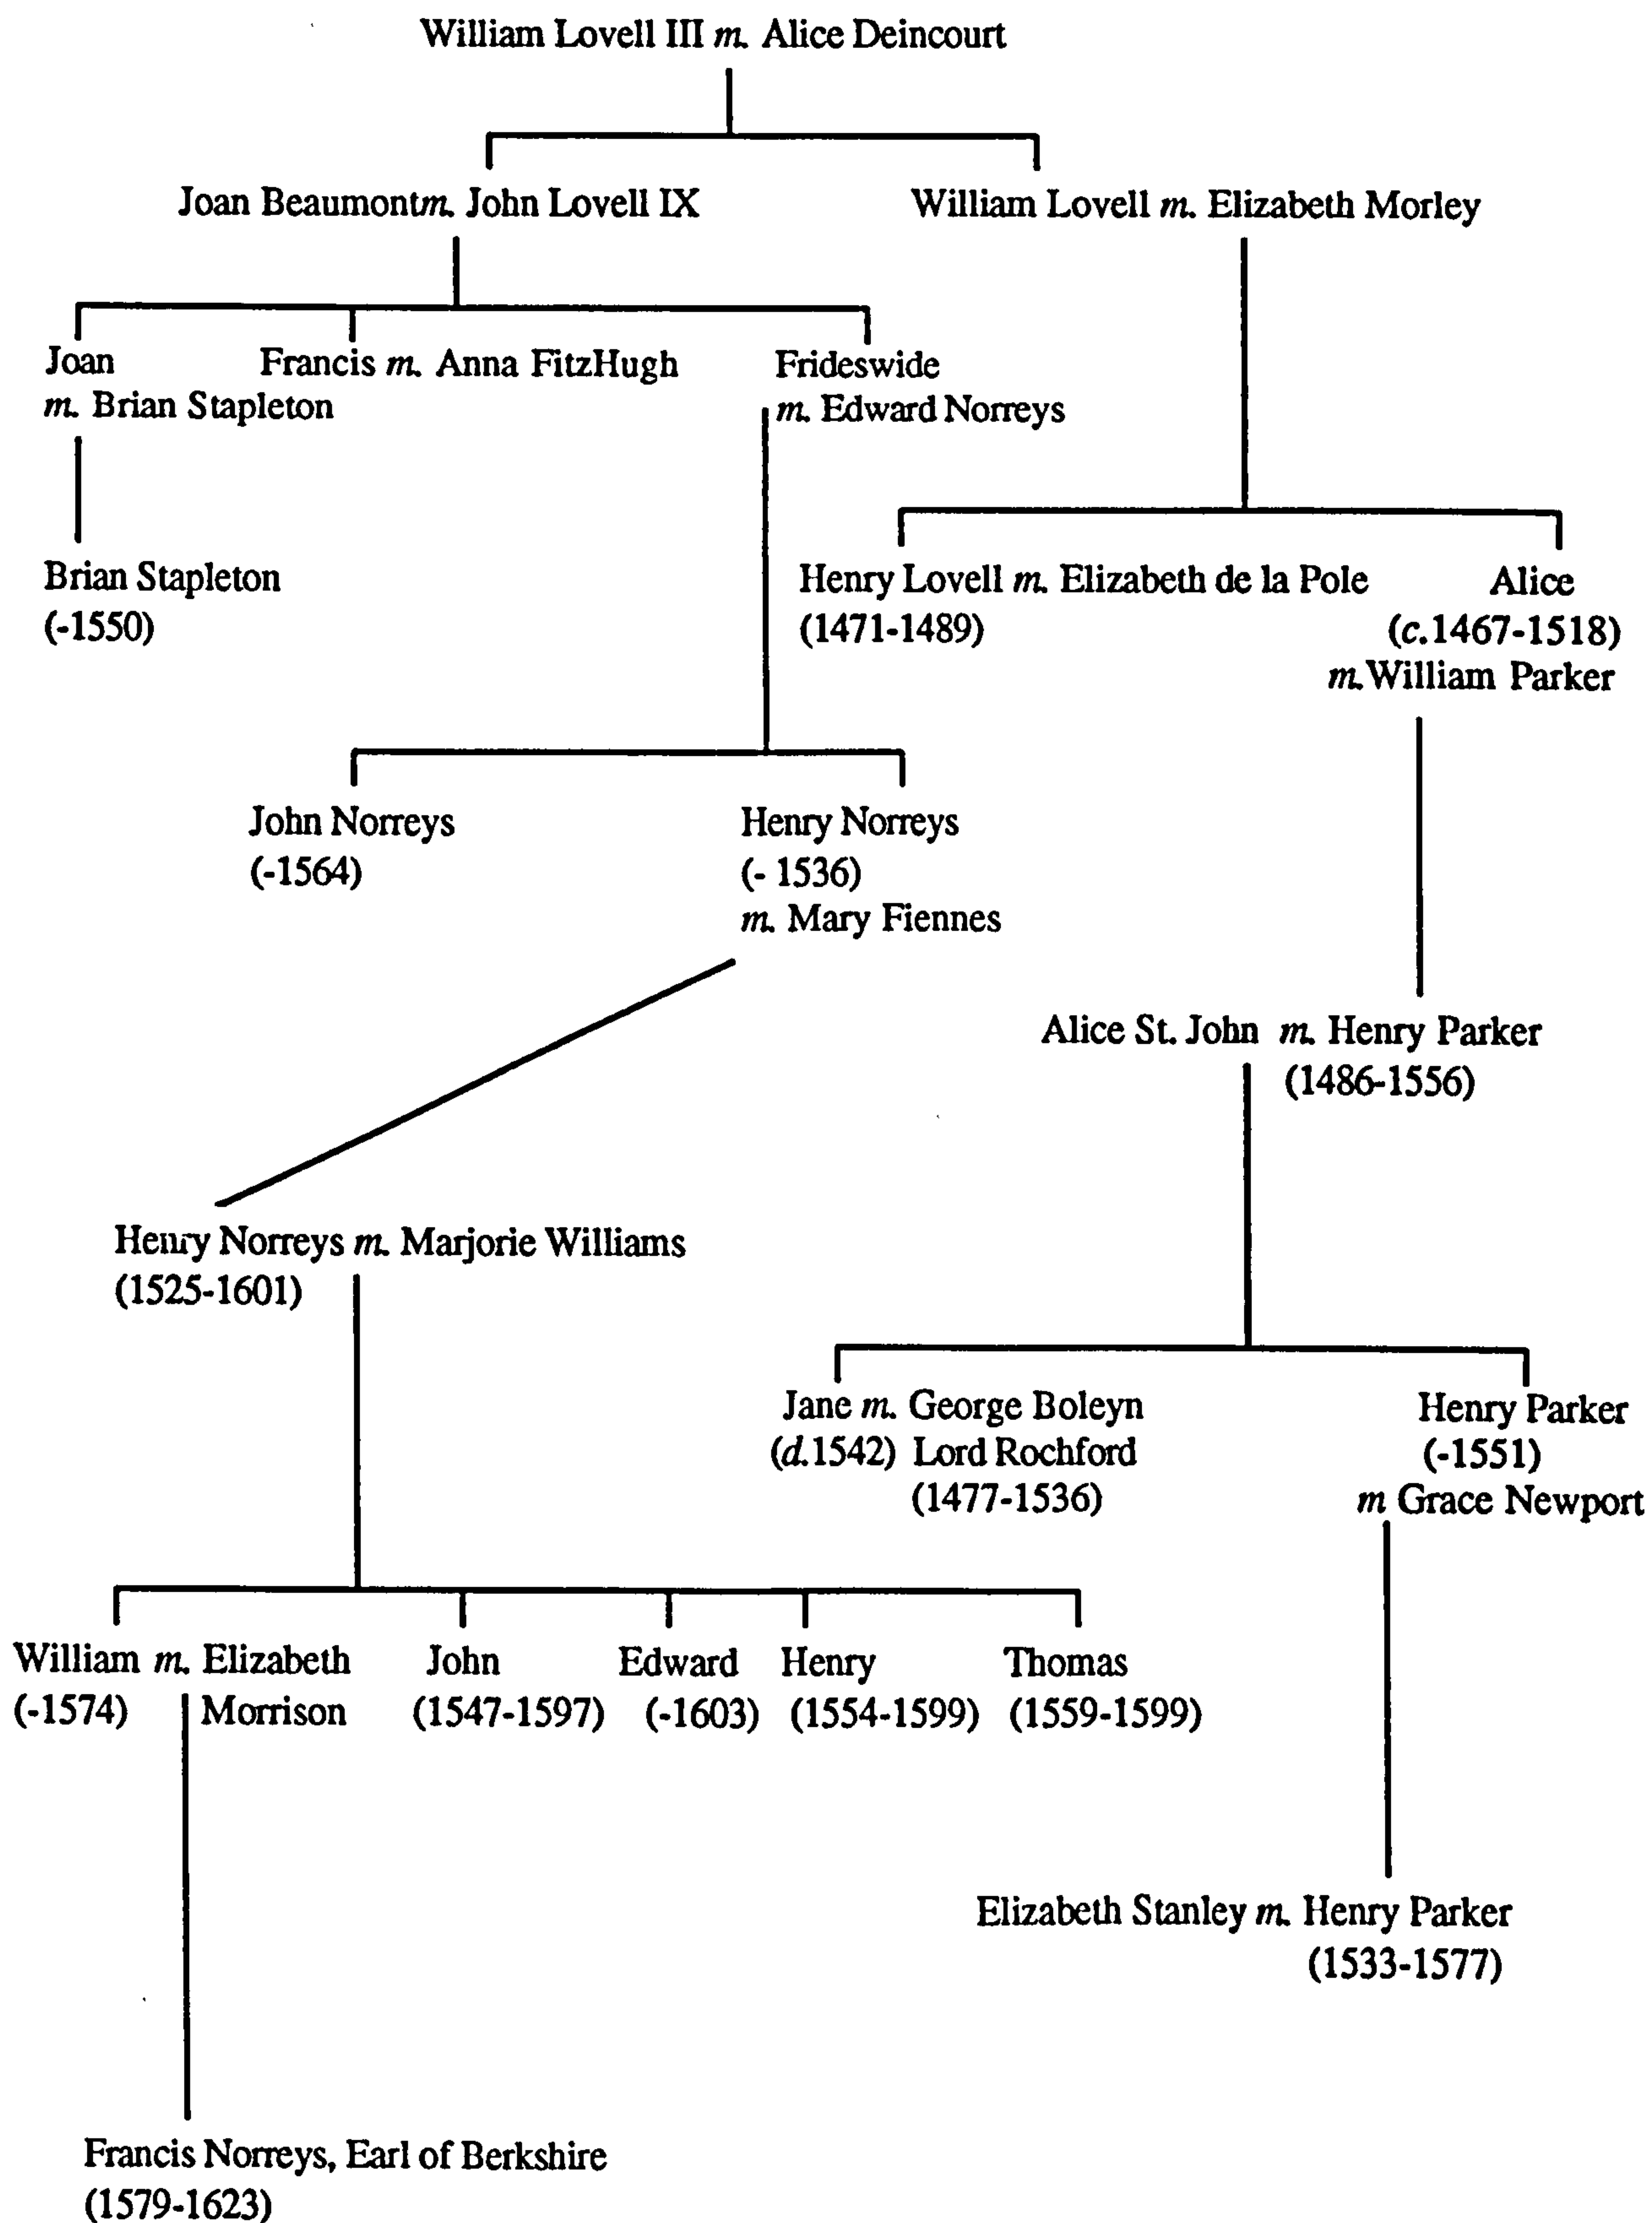 William Lovell III m. Alice Deincourt
Joan Beaumont m. John Lovell IX
William Lovell m. Elizabeth Morley
Joan
m. Brian Stapleton
Francis m. Anna FitzHugh
Frideswide
m. Edward Norreys
Brian Stapleton
(-1550)
Henry Lovell m. Elizabeth de la Pole
(1471-1489)
Alice
(c.1467-1518)
m. William Parker
John Norreys
(-1564)
Henry Norreys
(- 1536)
m. Mary Fiennes
Alice St. John m. Henry Parker
(1486-1556)
Henry Norreys m. Marjorie Williams
(1525-1601)
Jane m. George Boleyn
(d.1542) Lord Rochford
(1477-1536)
Henry Parker
(-1551)
m Grace Newport
William m. Elizabeth
(-1574) Morrison
John
(1547-1597)
Edward
(-1603)
Henry
(1554-1599)
Thomas
(1559-1599)
Elizabeth Stanley m. Henry Parker
(1533-1577)
Francis Norreys, Earl of Berkshire
(1579-1623)